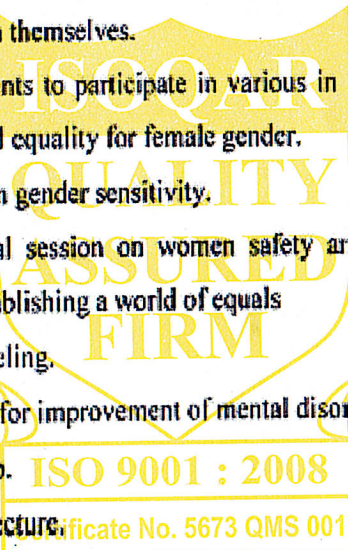 themselves.
ISOQAR
nts to participate in various in
equality for female gender.
gender sensitivity.
QUALITY
al session on women safety
ASSURED
blishing a world of equals
FIRM
eling.
for improvement of mental disor
ISO 9001 : 2008
cture.
Certificate No. 5673 QMS 001